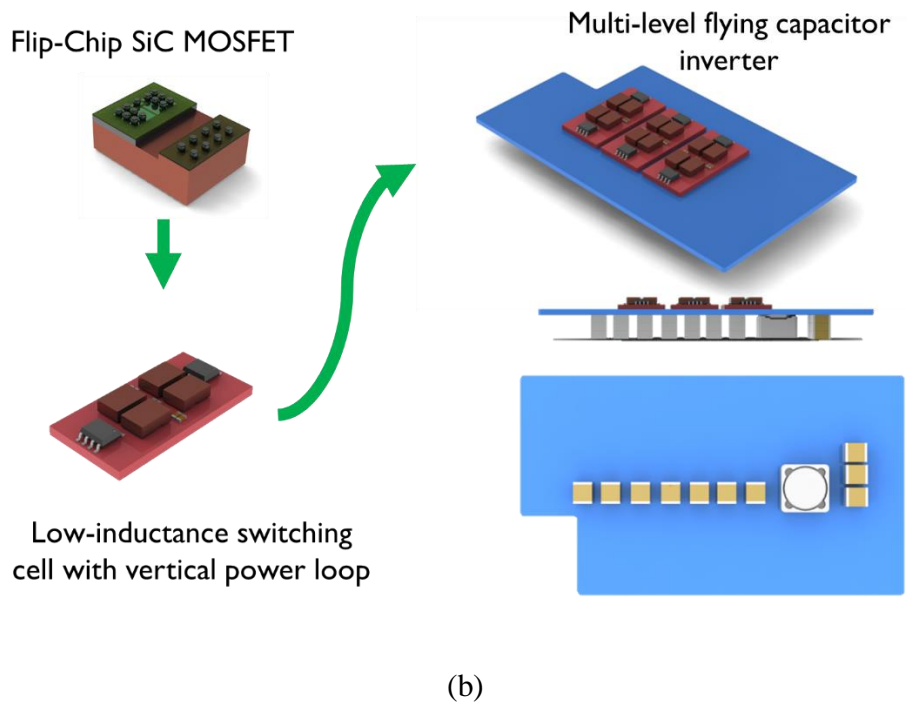 Flip-Chip SiC MOSFET
Multi-level flying capacitor
inverter
Low-inductance switching
cell with vertical power loop
(b)